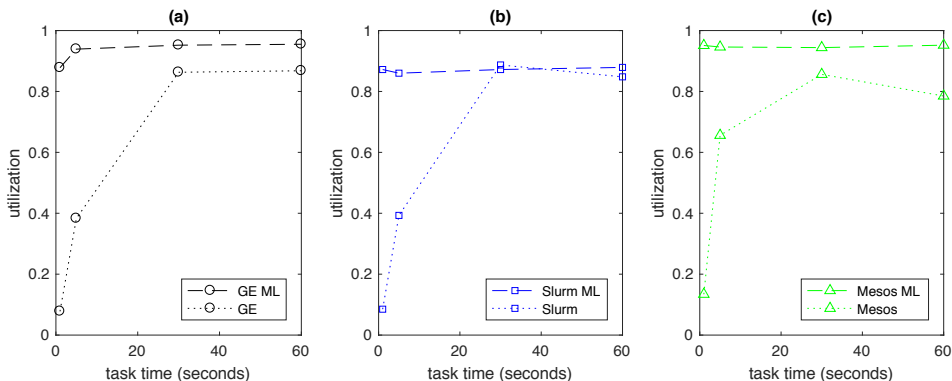 (a)
1
0.8
0.6
0.4
0.2
0
utilization
0
20
40
60
task time (seconds)
GE ML
GE
(b)
1
0.8
0.6
0.4
0.2
0
utilization
0
20
40
60
task time (seconds)
Slurm ML
Slurm
(c)
1
0.8
0.6
0.4
0.2
0
utilization
0
20
40
60
task time (seconds)
Mesos ML
Mesos